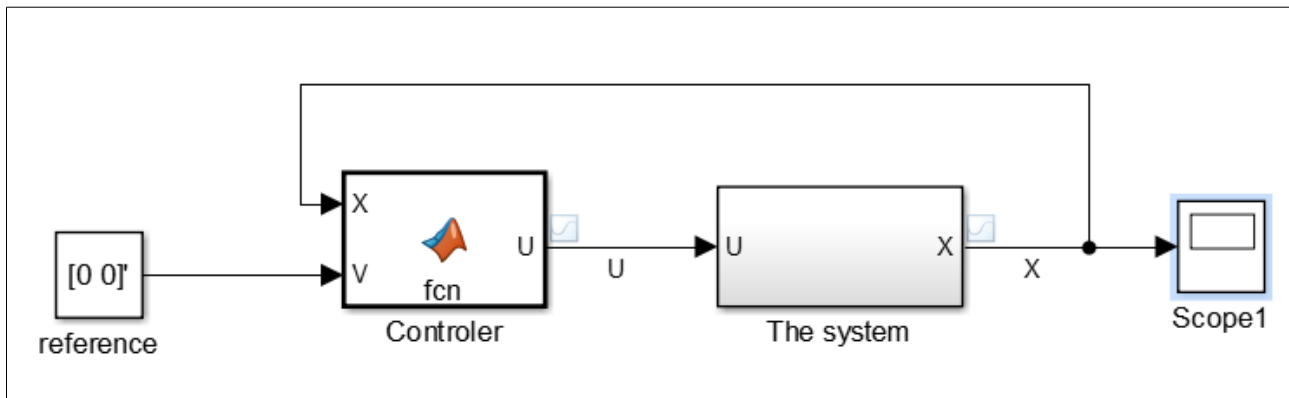 [0 0]'
reference
X
V
U
fcn
Controler
U
U
X
The system
X
Scope1